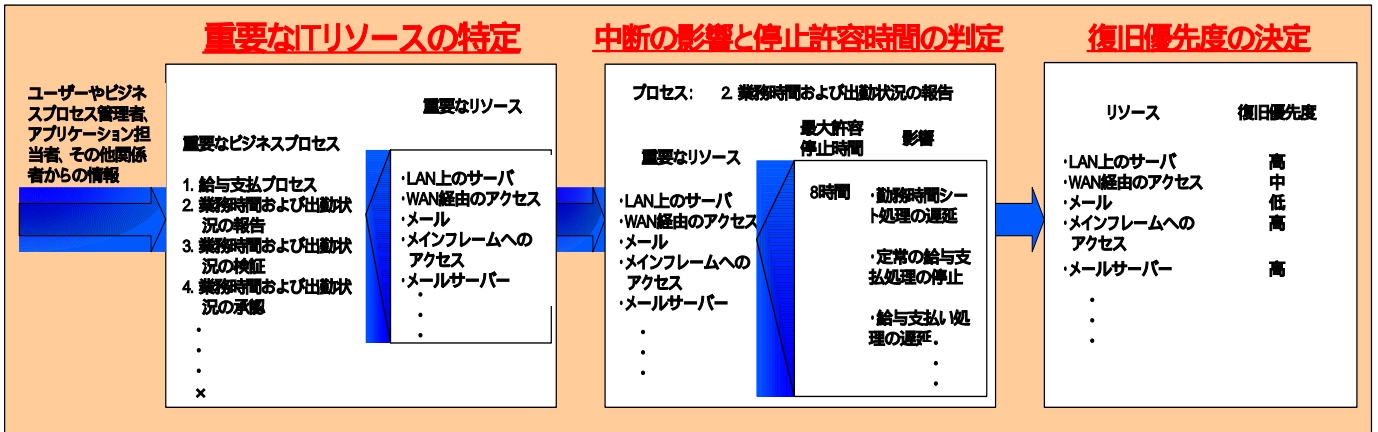 重要なITリソースの特定
中断の影響と停止許容時間の判定
復旧優先度の決定
ユーザーやビジネ
スプロセス管理者、
アプリケーション担
当者、その他関係
者からの情報
重要なビジネスプロセス
1. 給与支払プロセス
2. 業務時間および出勤状
況の報告
3. 業務時間および出勤状
況の検証
4. 業務時間および出勤状
況の承認
・
・
・
・
×
重要なリソース
・LAN上のサーバ
・WAN経由のアクセス
・メール
・メインフレームへの
アクセス
・メールサーバー
・
・
・
プロセス: 2. 業務時間および出勤状況の報告
重要なリソース
・LAN上のサーバ
・WAN経由のアクセス
・メール
・メインフレームへの
アクセス
・メールサーバー
・
・
・
最大許容
停止時間
影響
8時間
・勤務時間シー
ト処理の遅延
・定常の給与支
払処理の停止
・給与支払い処
理の遅延・
・
・
リソース 復旧優先度
・LAN上のサーバ 高
・WAN経由のアクセス 中
・メール 低
・メインフレームへの 高
アクセス
・メールサーバー 高
・
・
・